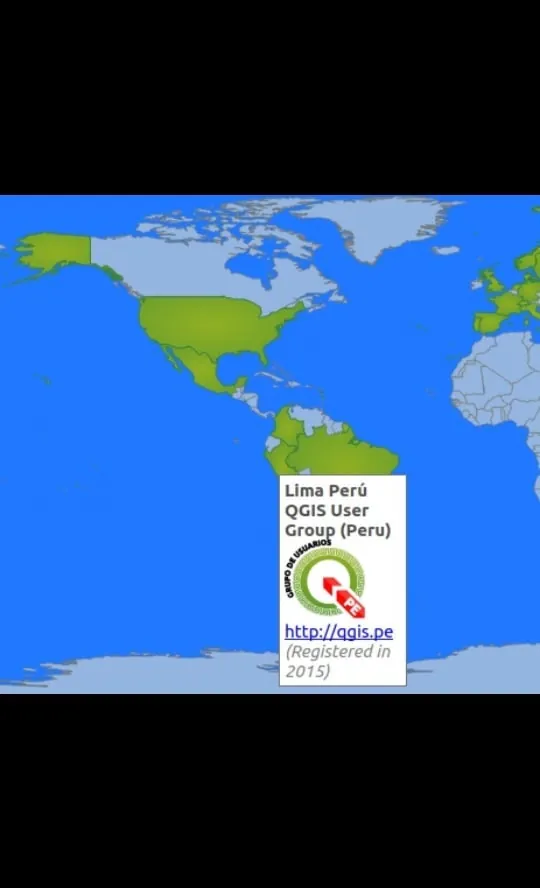 Lima Perú
QGIS User
Group (Peru)
GRUPO DE USUARIOS
PE
http://qgis.pe
(Registered in
2015)